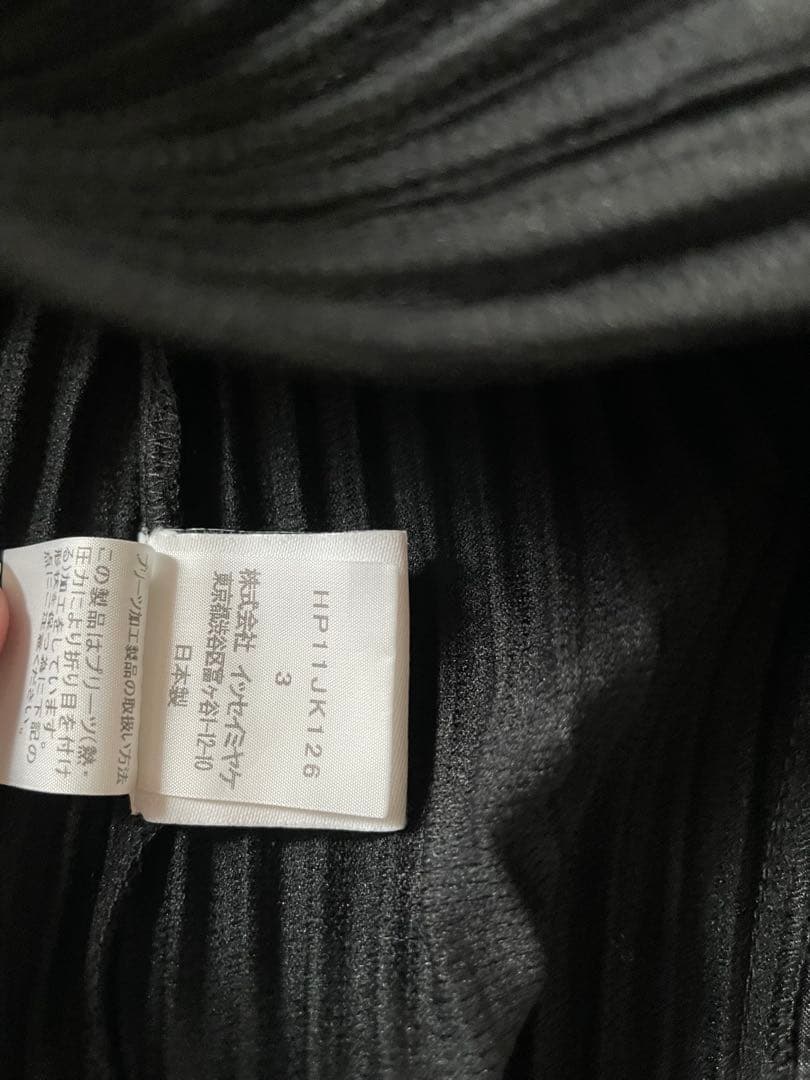 HP11JK126
3
株式会社 イッセイミヤケ
東京都渋谷区富ヶ谷1-12-10
日本製
プリーツ加工製品の取扱い方法
この製品はプリーツ(熱・
圧力により折り目を付け
る)加工をしています。